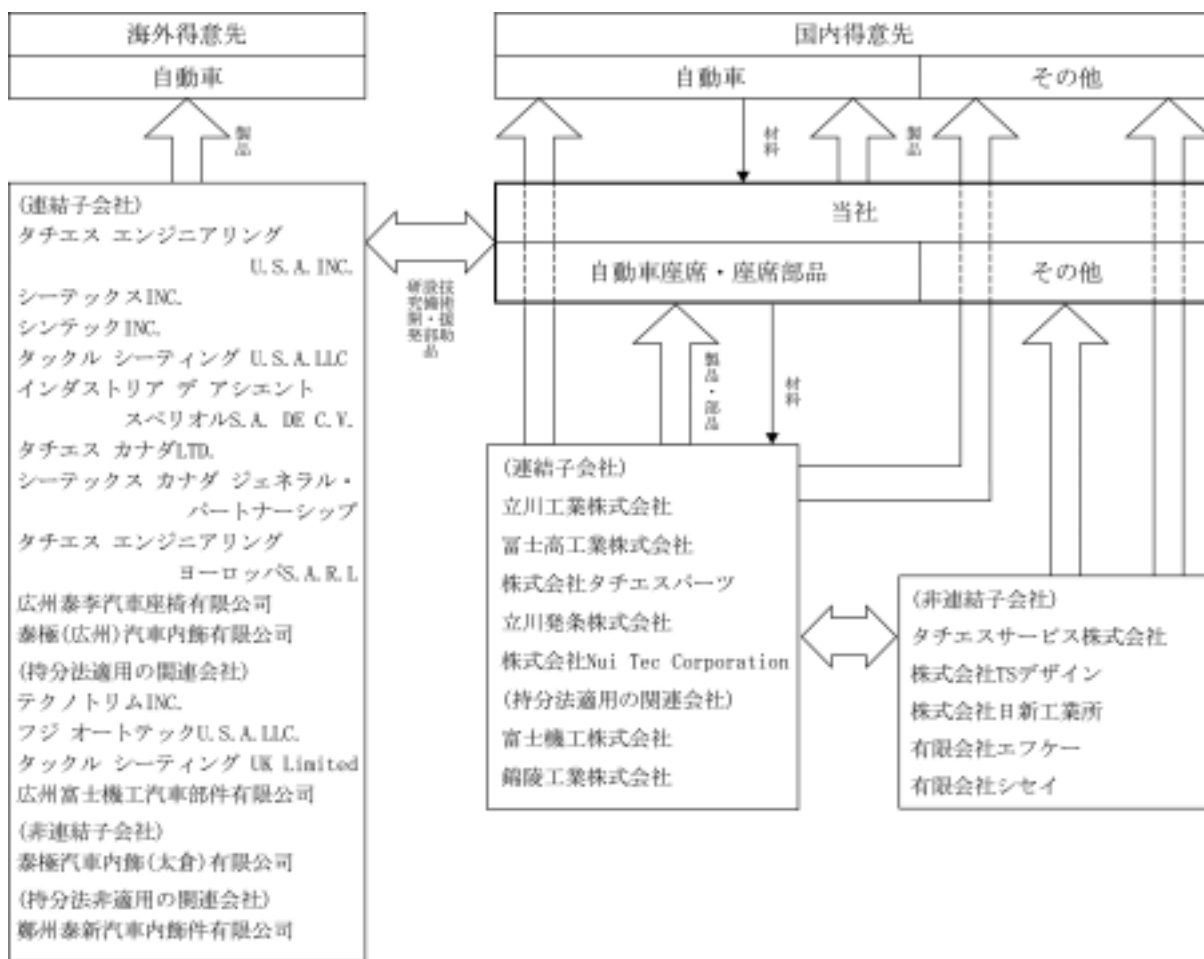 海外得意先
自動車
国内得意先
自動車
その他
製品
材料
製品
(連結子会社)
タチエス エンジニアリング
U.S.A.INC.
シーテックスINC.
シンテックINC.
タックル シーティング U.S.A.LLC
インダストリア デ アシエント
スペリオルS.A. DE C.V.
タチエス カナダLTD.
シーテックス カナダ ジェネラル・
パートナーシップ
タチエス エンジニアリング
ヨーロッパS.A.R.L
広州泰李汽車座椅有限公司
泰極(広州)汽車内飾有限公司
(持分法適用の関連会社)
テクノトリムINC.
フジ オートテックU.S.A.LLC.
タックル シーティング UK Limited
広州富士機工汽車部件有限公司
(非連結子会社)
泰極汽車内飾(太倉)有限公司
(持分法非適用の関連会社)
鄭州泰新汽車内飾件有限公司
技術援助
設備・部品
研究開発
当社
自動車座席・座席部品
その他
製品・部品
材料
(連結子会社)
立川工業株式会社
冨士高工業株式会社
株式会社タチエスパーツ
立川発条株式会社
株式会社Nui Tec Corporation
(持分法適用の関連会社)
富士機工株式会社
錦陵工業株式会社
(非連結子会社)
タチエスサービス株式会社
株式会社TSデザイン
株式会社日新工業所
有限会社エフケー
有限会社シセイ